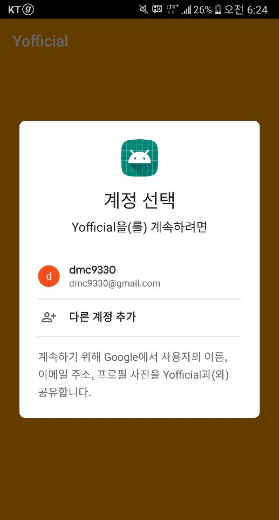 KT 26% 오전 6:24
Yofficial
계정 선택
Yofficial을(를) 계속하려면
d
dmc9330
dmc9330@gmail.com
다른 계정 추가
계속하기 위해 Google에서 사용자의 이름,
이메일 주소, 프로필 사진을 Yofficial과(와)
공유합니다.